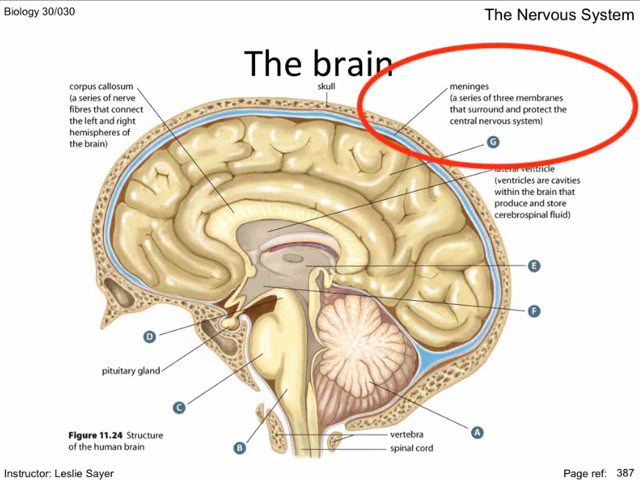 Biology 30/030
The Nervous System
The brain
corpus callosum
(a series of nerve
fibres that connect
the left and right
hemispheres of
the brain)
skull
meninges
(a series of three membranes
that surround and protect the
central nervous system)
G
lateral ventricle
(ventricles are cavities
within the brain that
produce and store
cerebrospinal fluid)
E
F
D
pituitary gland
C
A
B
vertebra
spinal cord
Figure 11.24 Structure
of the human brain
Instructor: Leslie Sayer
Page ref: 387